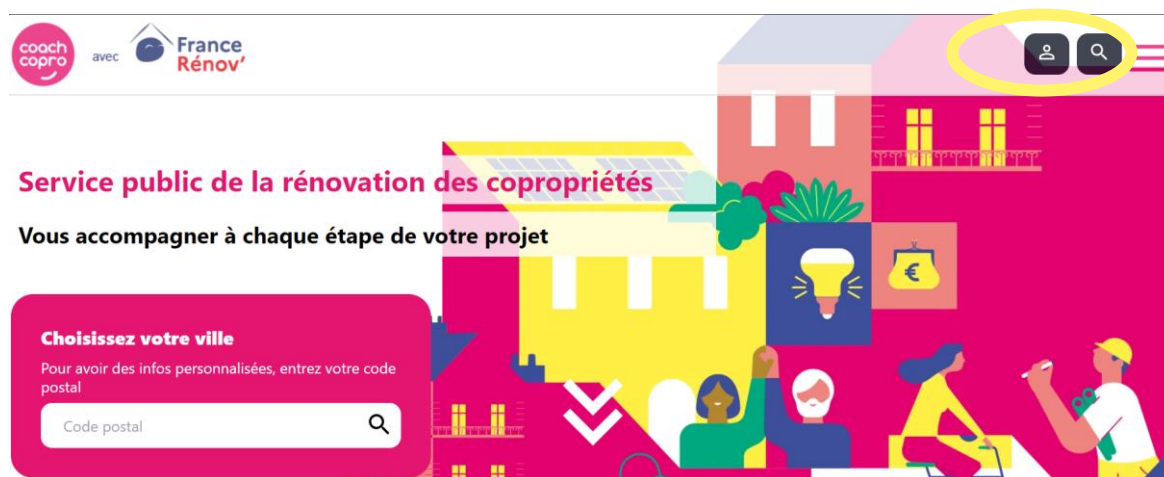 coach
copro
avec
France
Rénov'
Service public de la rénovation des copropriétés
Vous accompagner à chaque étape de votre projet
Choisissez votre ville
Pour avoir des infos personnalisées, entrez votre code
postal
Code postal
€